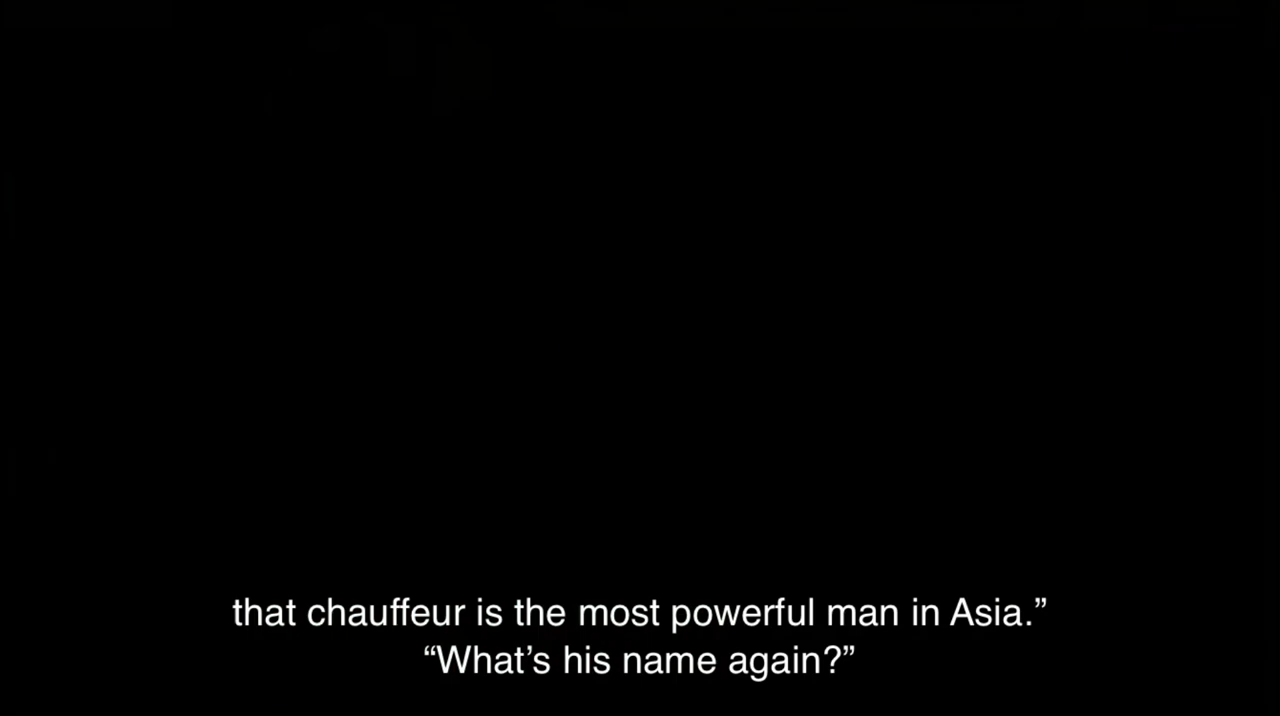 that chauffeur is the most powerful man in Asia.”
“What’s his name again?”